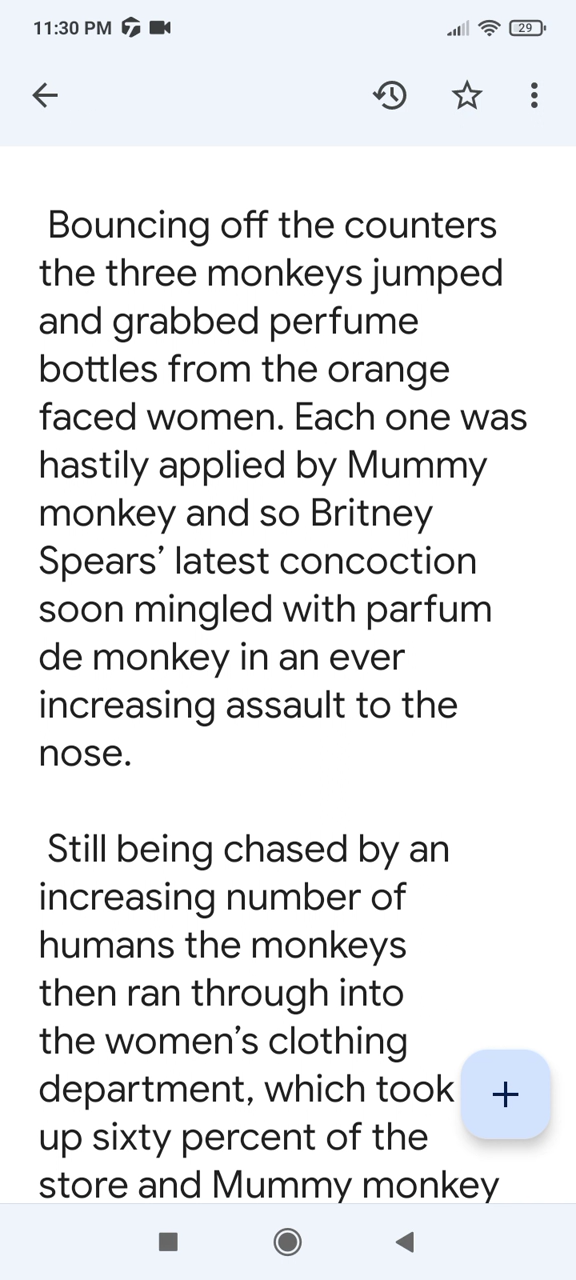 11:30 PM
29
Bouncing off the counters
the three monkeys jumped
and grabbed perfume
bottles from the orange
faced women. Each one was
hastily applied by Mummy
monkey and so Britney
Spears’ latest concoction
soon mingled with parfum
de monkey in an ever
increasing assault to the
nose.
Still being chased by an
increasing number of
humans the monkeys
then ran through into
the women’s clothing
department, which took
up sixty percent of the
store and Mummy monkey